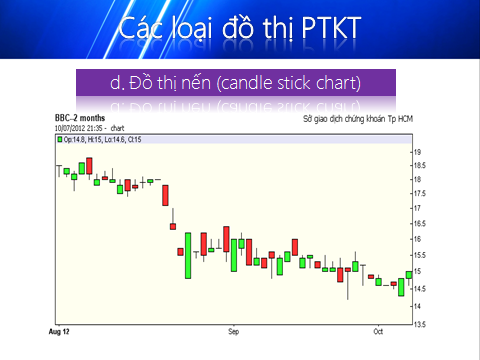 Các loại đồ thị PTKT
d. Đồ thị nến (candle stick chart)
BBC-2 months
Sở giao dịch chứng khoán Tp HCM
10/07/2012 21:35 - chart
Op:14.8, Hi:15, Lo:14.6, Cl:15
19
18.5
18
17.5
17
16.5
16
15.5
15
14.5
14
13.5
Aug 12
Sep
Oct